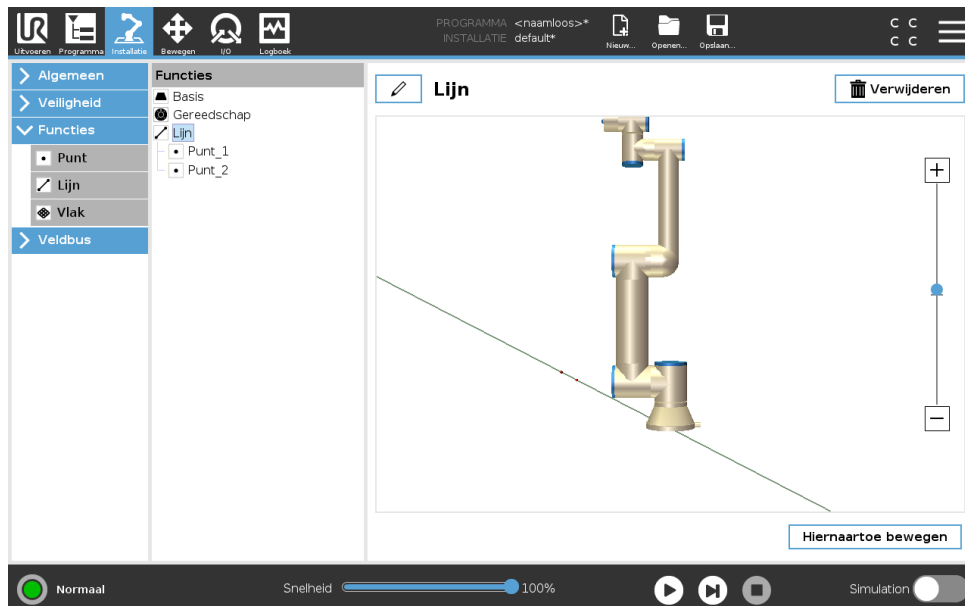 PROGRAMMA <naamloos>*
INSTALLATIE default*
UR
Uitvoeren Programma Installatie Bewegen I/O Logboek Nieuw... Openen... Opslaan...
C C
C C
Algemeen
Veiligheid
Functies
Punt
Lijn
Vlak
Veldbus
Functies
Basis
Gereedschap
Lijn
Punt_1
Punt_2
Lijn
Verwijderen
+
−
Hiernaartoe bewegen
Normaal
Snelheid 100%
Simulation